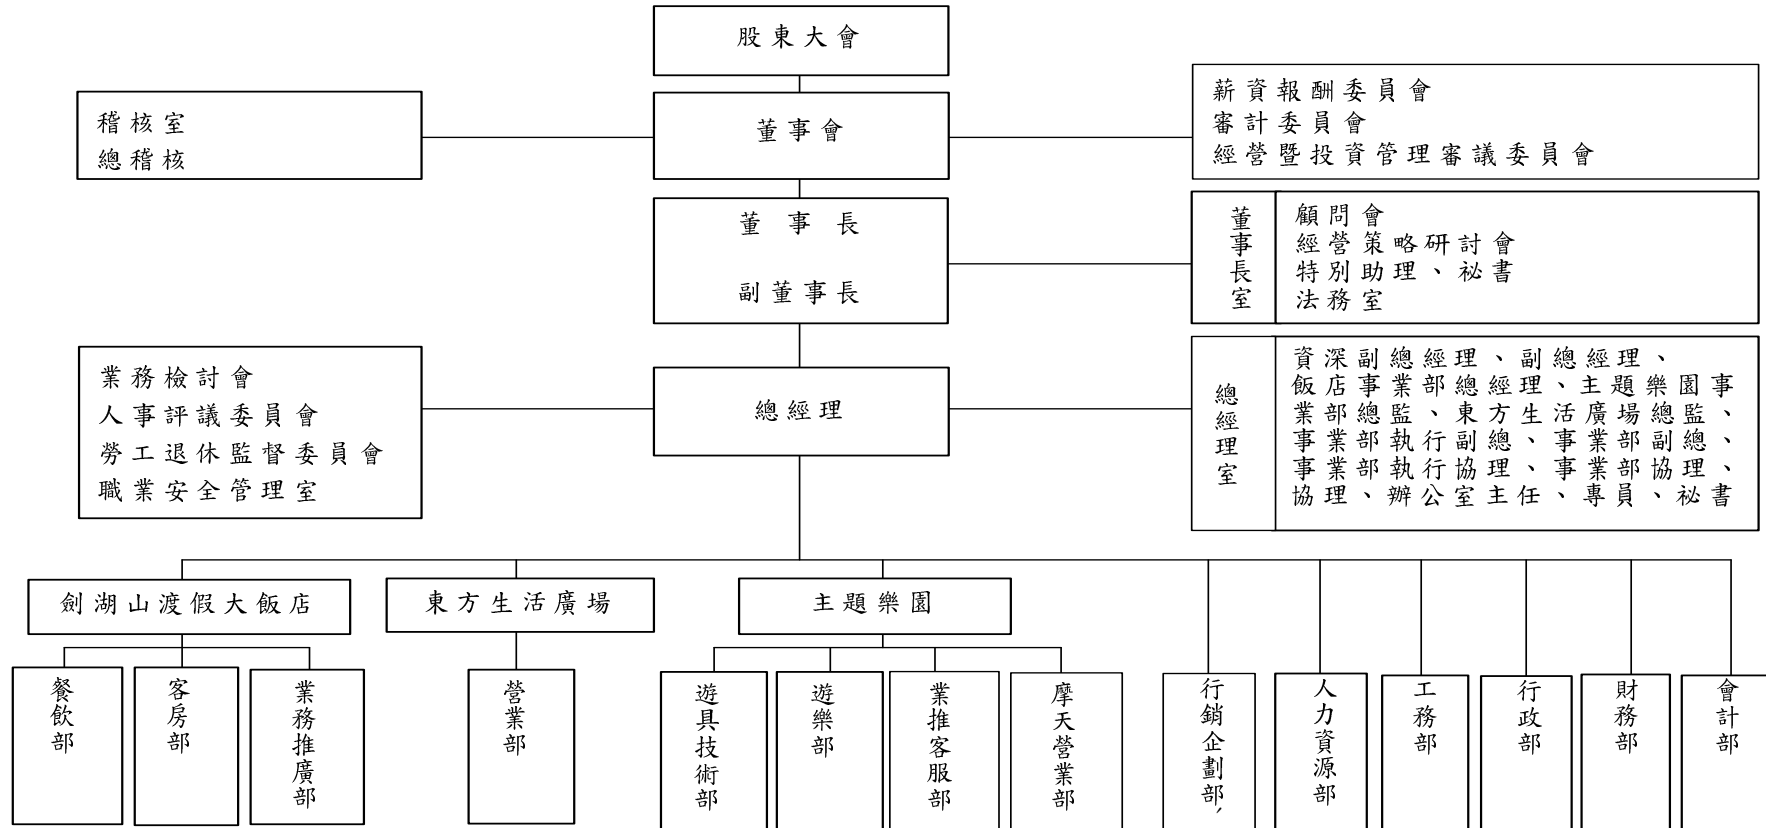 股東大會
稽核室
總稽核
董事會
薪資報酬委員會
審計委員會
經營暨投資管理審議委員會
董事長
副董事長
董事長室
顧問會
經營策略研討會
特別助理、祕書
法務室
業務檢討會
人事評議委員會
勞工退休監督委員會
職業安全管理室
總經理
總經理室
資深副總經理、副總經理、
飯店事業部總經理、主題樂園事
業部總監、東方生活廣場總監、
事業部執行副總、事業部副總、
事業部執行協理、事業部協理、
協理、辦公室主任、專員、祕書
劍湖山渡假大飯店
東方生活廣場
主題樂園
餐飲部
客房部
業務推廣部
營業部
遊具技術部
遊樂部
業推客服部
摩天營業部
行銷企劃部
人力資源部
工務部
行政部
財務部
會計部